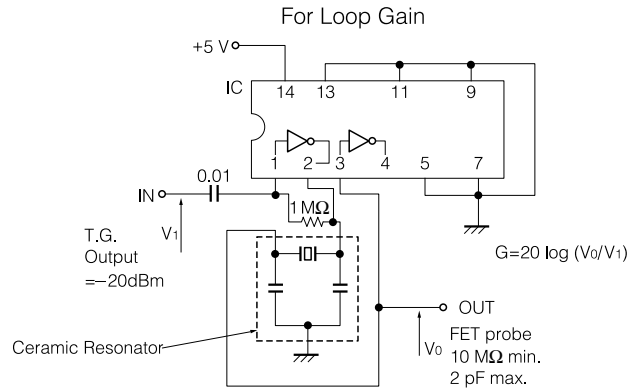 For Loop Gain
+5 V
IC
14 13 11 9
1 2 3 4 5 7
IN
0.01
1 MΩ
V1
T.G.
Output
=−20dBm
G=20 log (V0/V1)
OUT
V0
FET probe
10 MΩ min.
2 pF max.
Ceramic Resonator